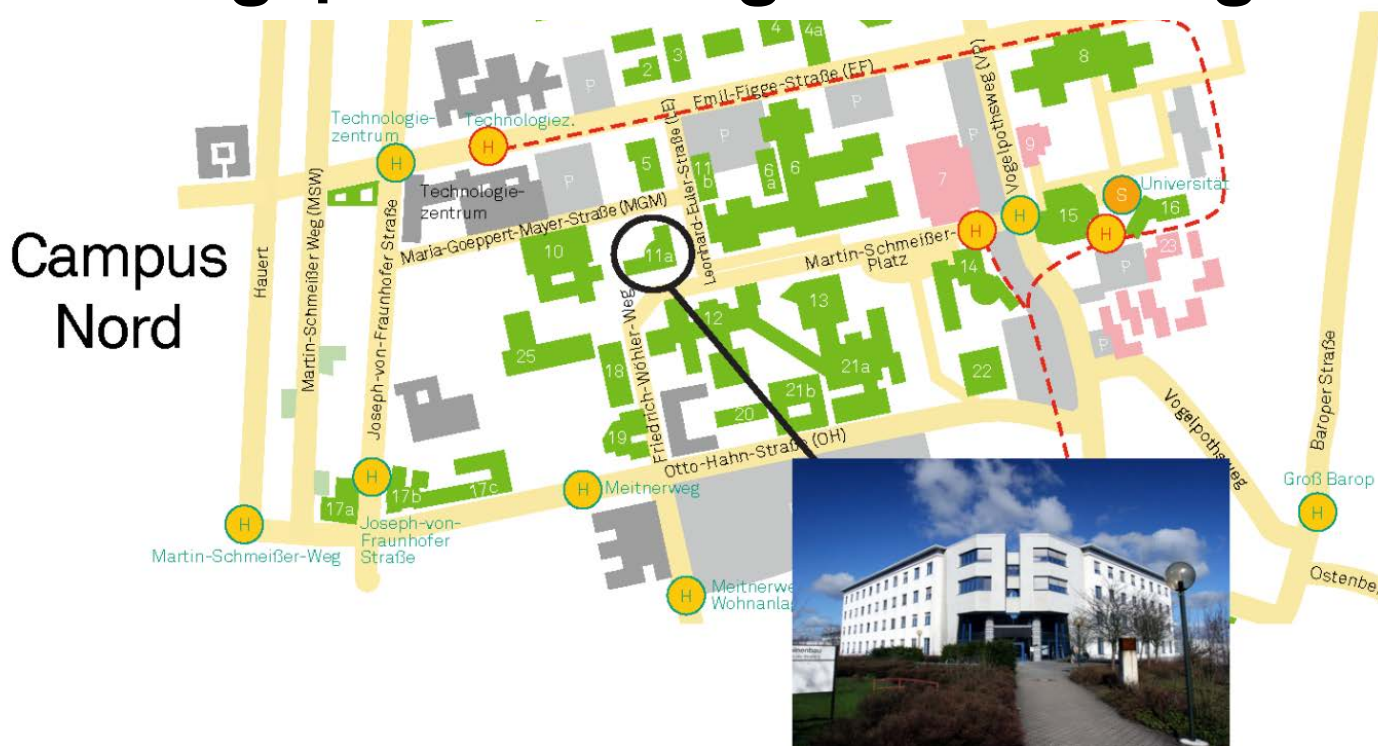 4
4a
3
2
8
P
Emil-Figge-Straße (EF)
P
Technologie-
zentrum
Technologiez.
H
H
P
P
Vogelpothsweg (VP)
9
5
11
b
6
a
6
7
S
Universität
P
Technologie-
zentrum
Leonhard-Euler-Straße (LE)
H
15
16
H
H
23
P
Maria-Goeppert-Mayer-Straße (MGM)
10
11a
Martin-Schmeißer-
Platz
14
Campus
Nord
Hauert
Martin-Schmeißer Weg (MSW)
Joseph-von-Fraunhofer Straße
Friedrich-Wöhler-Weg
12
13
25
18
21a
22
P
21b
20
19
Otto-Hahn-Straße (OH)
Vogelpothsweg
Baroper Straße
Groß Barop
H
H
17a
17b
17c
H
Meitnerweg
H
Martin-Schmeißer-Weg
Joseph-von-
Fraunhofer
Straße
H
Meitnerwe
Wohnanla
Ostenbe
inenbau